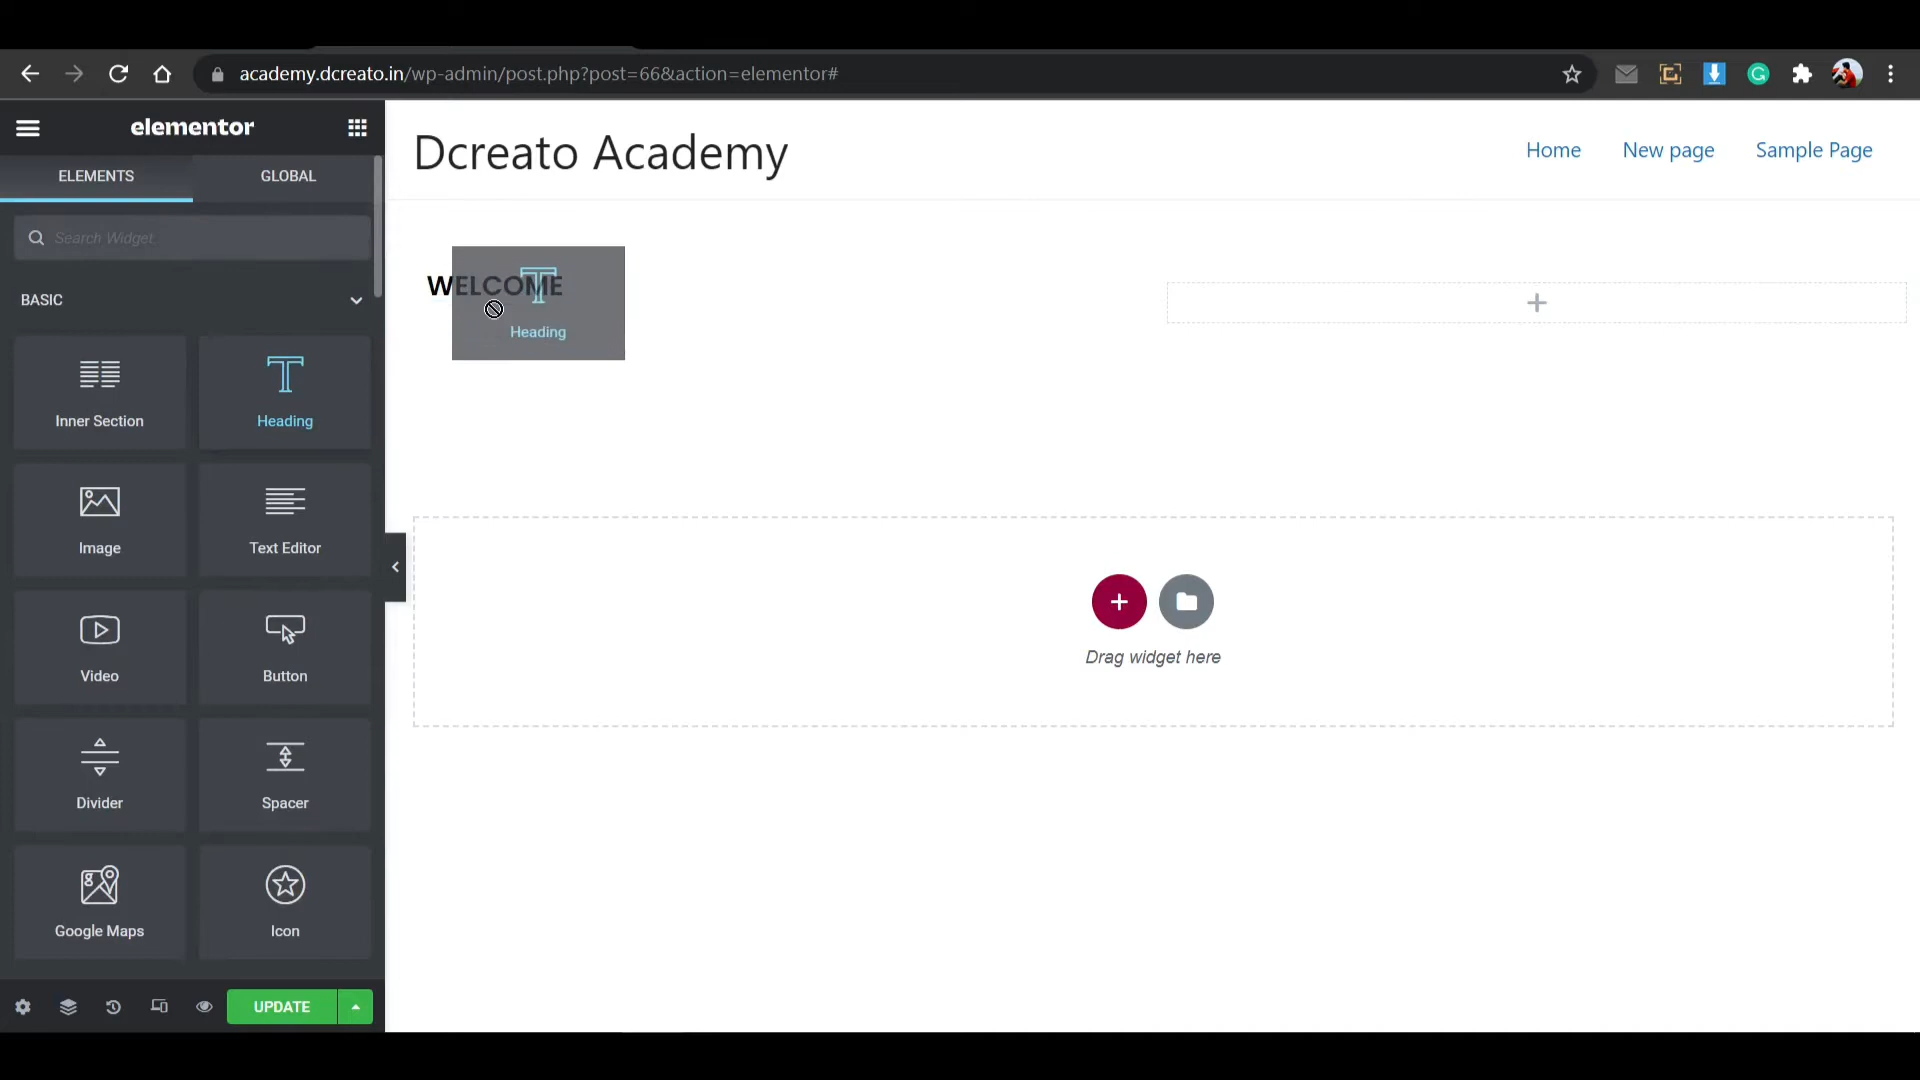 academy.dcreato.in/wp-admin/post.php?post=66&action=elementor#
elementor
ELEMENTS
GLOBAL
Search Widget
BASIC
Inner Section
Heading
Image
Text Editor
Video
Button
Divider
Spacer
Google Maps
Icon
UPDATE
Dcreato Academy
Home
New page
Sample Page
WELCOME
Heading
Drag widget here